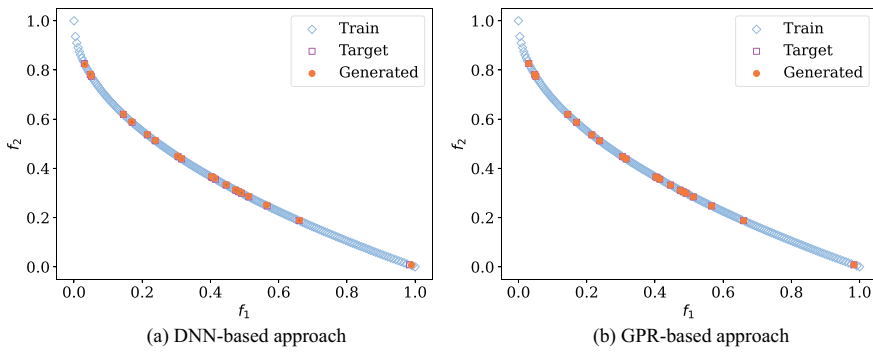 1.0
0.8
0.6
0.4
0.2
0.0
f2
Train
Target
Generated
0.0 0.2 0.4 0.6 0.8 1.0
f1
(a) DNN-based approach
1.0
0.8
0.6
0.4
0.2
0.0
f2
Train
Target
Generated
0.0 0.2 0.4 0.6 0.8 1.0
f1
(b) GPR-based approach